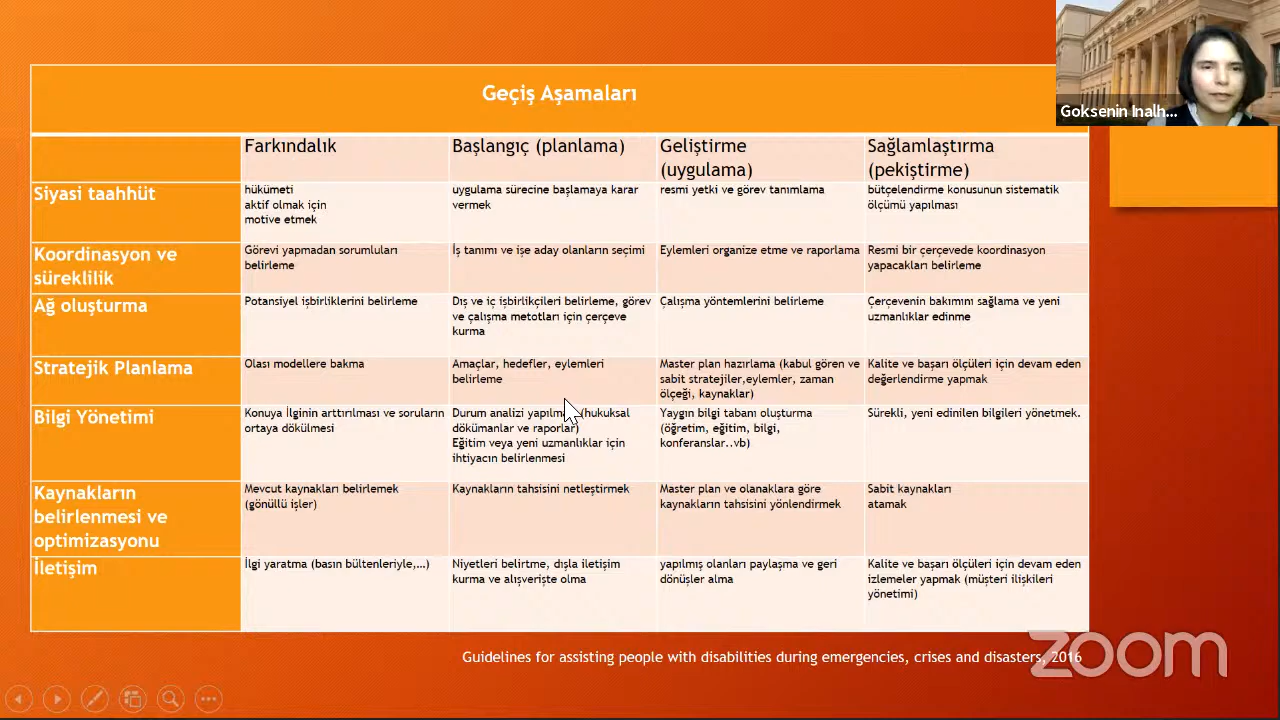 Geçiş Aşamaları
Goksenin Inalh...
Farkındalık
Başlangıç (planlama)
Geliştirme
(uygulama)
Sağlamlaştırma
(pekiştirme)
Siyasi taahhüt
hükümeti
aktif olmak için
motive etmek
uygulama sürecine başlamaya karar
vermek
resmi yetki ve görev tanımlama
bütçelendirme konusunun sistematik
ölçümü yapılması
Koordinasyon ve
süreklilik
Görevi yapmadan sorumluları
belirleme
İş tanımı ve işe aday olanların seçimi
Eylemleri organize etme ve raporlama
Resmi bir çerçevede koordinasyon
yapacakları belirleme
Ağ oluşturma
Potansiyel işbirliklerini belirleme
Dış ve iç işbirlikçileri belirleme, görev
ve çalışma metotları için çerçeve
kurma
Çalışma yöntemlerini belirleme
Çerçevenin bakımını sağlama ve yeni
uzmanlıklar edinme
Stratejik Planlama
Olası modellere bakma
Amaçlar, hedefler, eylemleri
belirleme
Master plan hazırlama (kabul gören ve
sabit stratejiler,eylemler, zaman
ölçeği, kaynaklar)
Kalite ve başarı ölçüleri için devam eden
değerlendirme yapmak
Bilgi Yönetimi
Konuya İlginin arttırılması ve soruların
ortaya dökülmesi
Durum analizi (hukuksal
dökümanlar ve raporlar)
Eğitim veya yeni uzmanlıklar için
ihtiyacın belirlenmesi
Yaygın bilgi tabanı oluşturma
(öğretim, eğitim, bilgi,
konferanslar..vb)
Sürekli, yeni edinilen bilgileri yönetmek.
Kaynakların
belirlenmesi ve
optimizasyonu
Mevcut kaynakları belirlemek
(gönüllü işler)
Kaynakların tahsisini netleştirmek
Master plan ve olanaklara göre
kaynakların tahsisini yönlendirmek
Sabit kaynakları
atamak
İletişim
İlgi yaratma (basın bültenleriyle,…)
Niyetleri belirtme, dışla iletişim
kurma ve alışverişte olma
yapılmış olanları paylaşma ve geri
dönüşler alma
Kalite ve başarı ölçüleri için devam eden
izlemeler yapmak (müşteri ilişkileri
yönetimi)
Guidelines for assisting people with disabilities during emergencies, crises and disasters, 2016
zoom